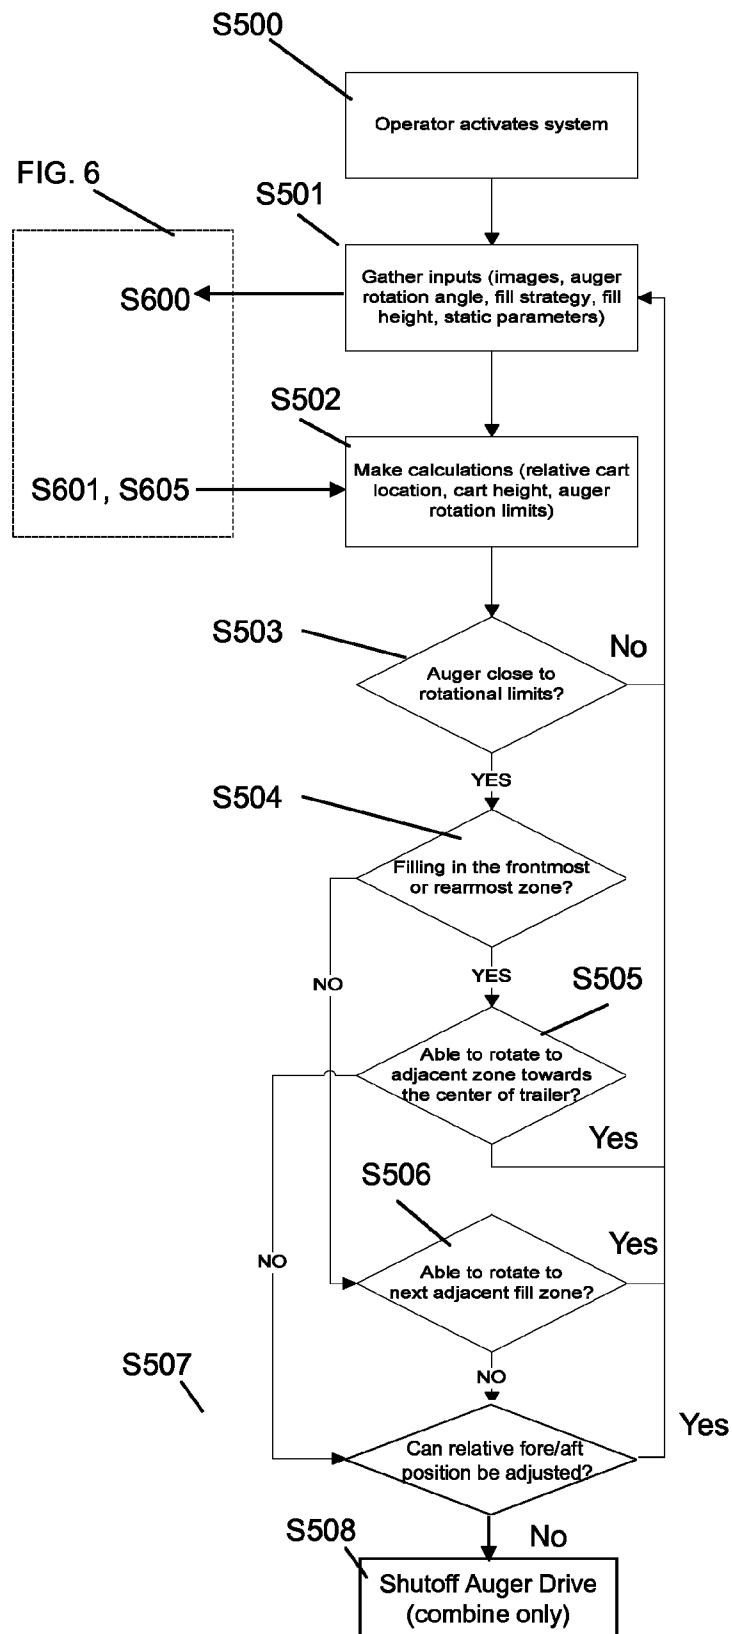 S500
Operator activates system
FIG. 6
S501
Gather inputs (images, auger
rotation angle, fill strategy, fill
height, static parameters)
S600
S502
Make calculations (relative cart
location, cart height, auger
rotation limits)
S601, S605
S503
No
Auger close to
rotational limits?
YES
S504
Filling in the frontmost
or rearmost zone?
NO
YES
S505
Able to rotate to
adjacent zone towards
the center of trailer?
Yes
S506
Yes
NO
Able to rotate to
next adjacent fill zone?
S507
NO
Yes
Can relative fore/aft
position be adjusted?
S508
No
Shutoff Auger Drive
(combine only)